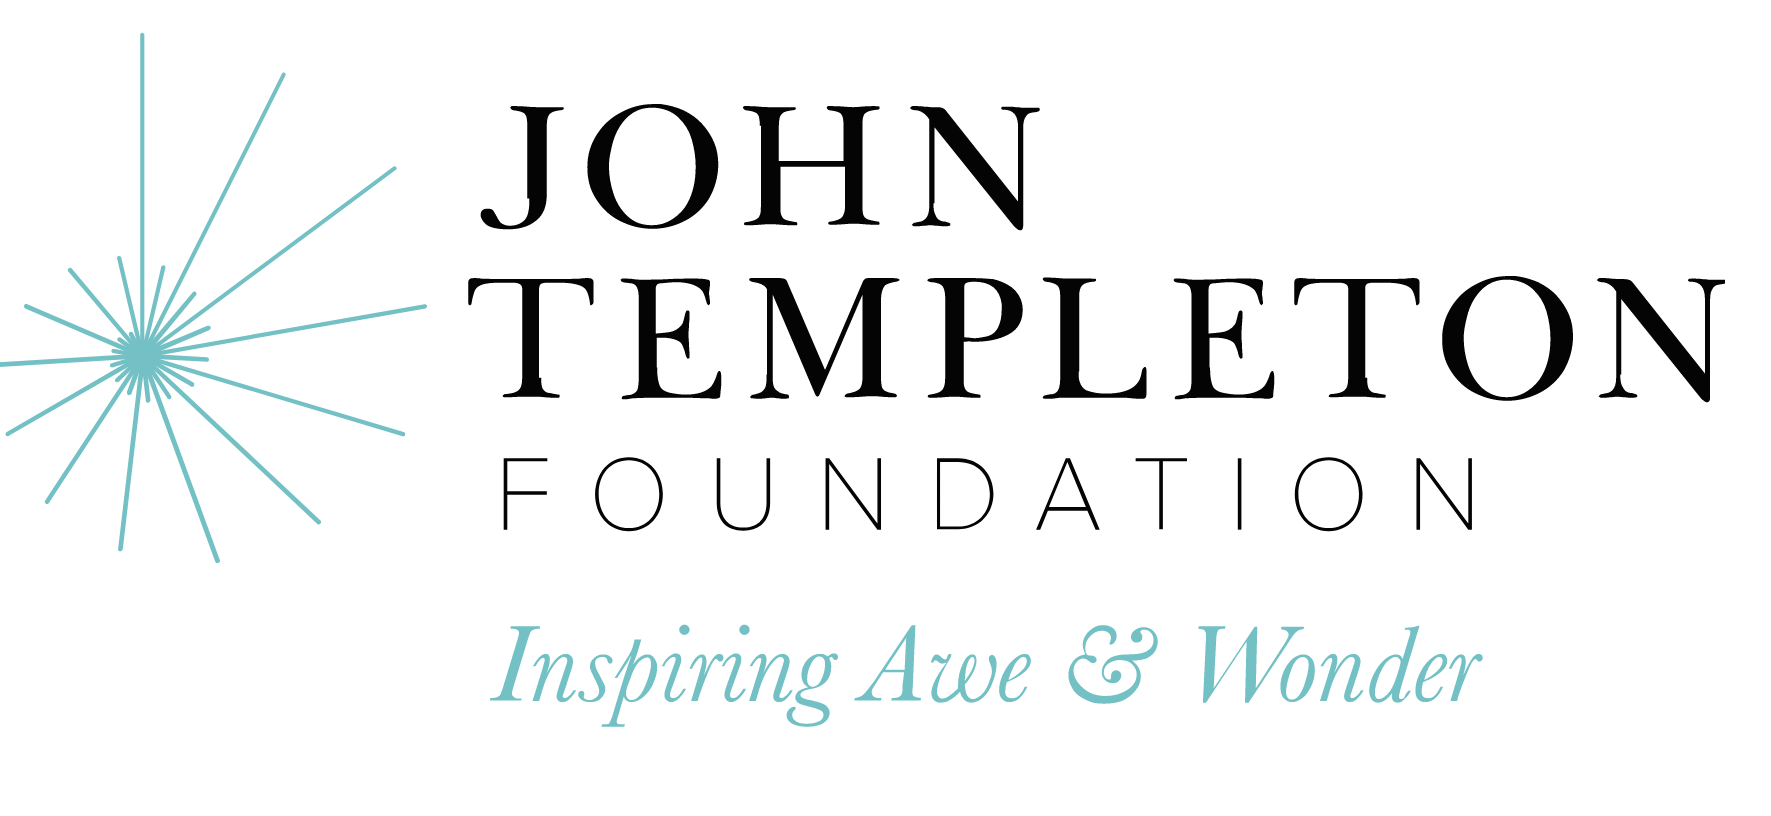 JOHN
TEMPLETON
FOUNDATION
Inspiring Awe & Wonder